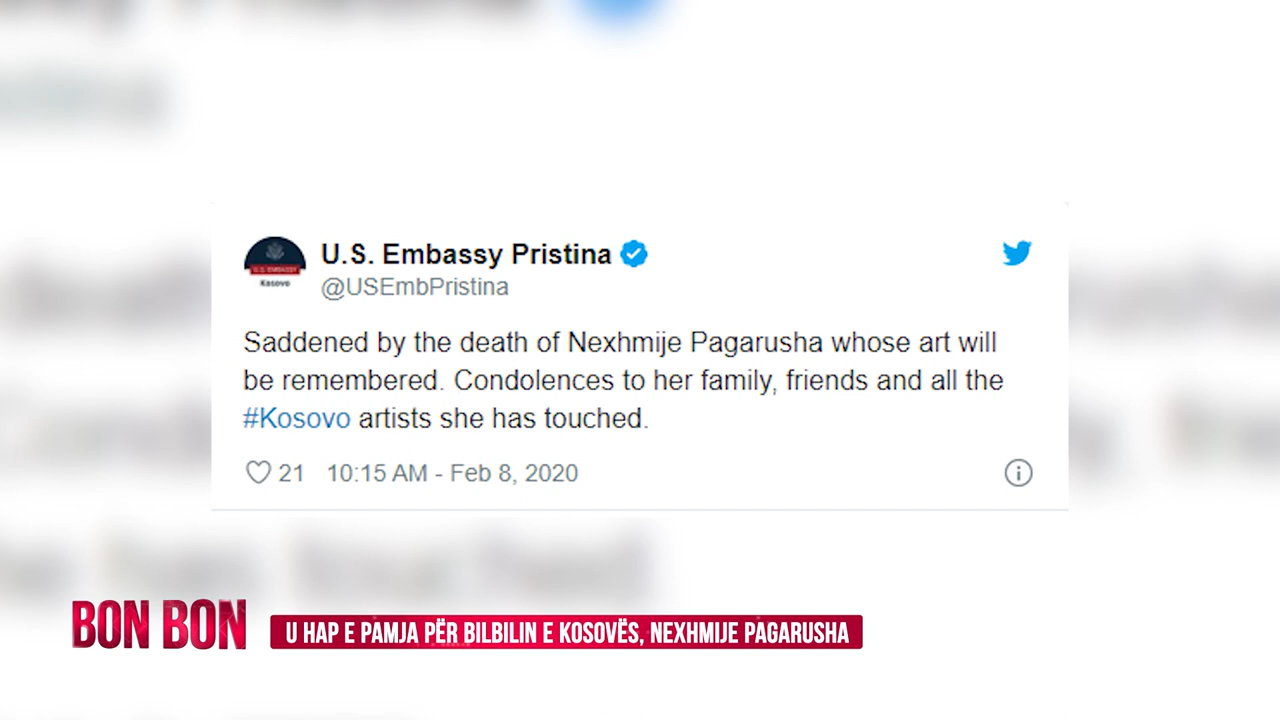 U.S. Embassy Pristina
@USEmbPristina
U.S. EMBASSY
Kosovo
Saddened by the death of Nexhmije Pagarusha whose art will
be remembered. Condolences to her family, friends and all the
#Kosovo artists she has touched.
21 10:15 AM - Feb 8, 2020
BON BON
U HAP E PAMJA PËR BILBILIN E KOSOVËS, NEXHMIJE PAGARUSHA